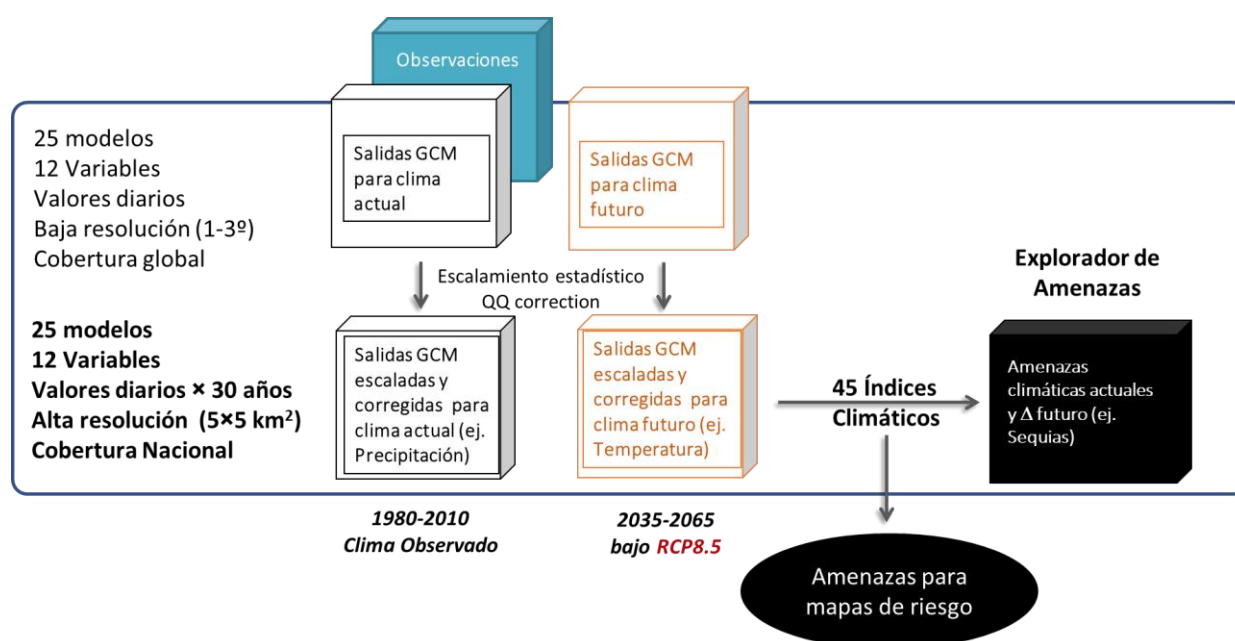 Observaciones
25 modelos
12 Variables
Valores diarios
Baja resolución (1-3º)
Cobertura global
Salidas GCM
para clima
actual
Salidas GCM
para clima
futuro
Escalamiento estadístico
QQ correction
25 modelos
12 Variables
Valores diarios × 30 años
Alta resolución (5×5 km²)
Cobertura Nacional
Salidas GCM
escaladas y
corregidas para
clima actual (ej.
Precipitación)
Salidas GCM
escaladas y
corregidas para
clima futuro (ej.
Temperatura)
45 Índices
Climáticos
Explorador de
Amenazas
Amenazas
climáticas actuales
y Δ futuro (ej.
Sequias)
1980-2010
Clima Observado
2035-2065
bajo RCP8.5
Amenazas para
mapas de riesgo